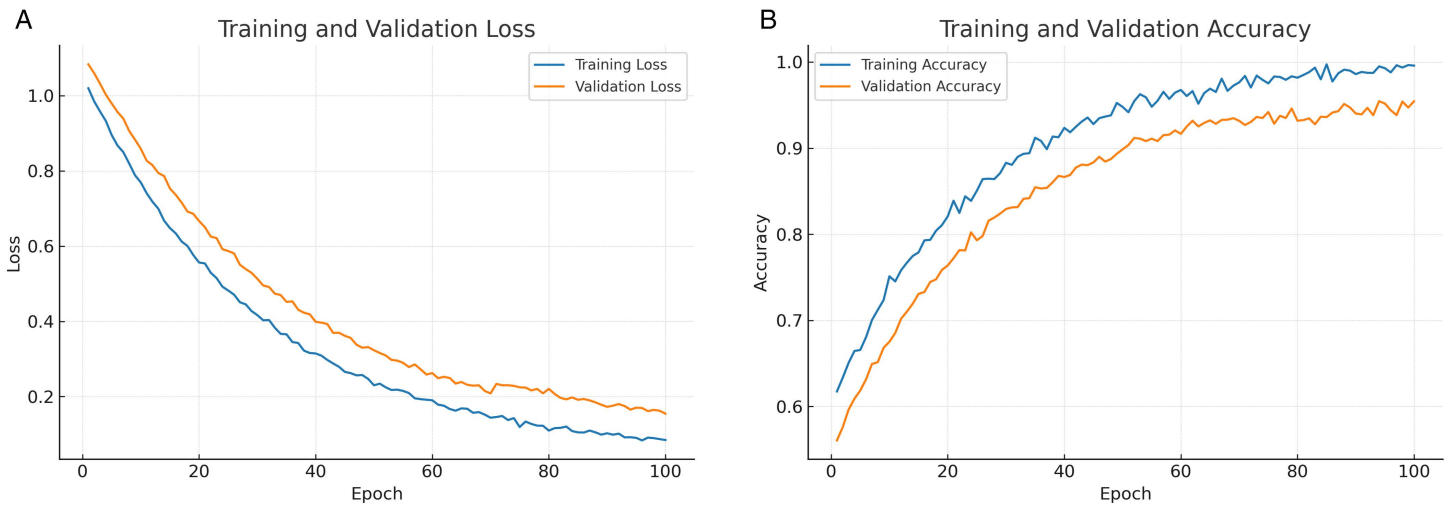 A
Training and Validation Loss
Training Loss
Validation Loss
1.0
0.8
0.6
0.4
0.2
Loss
0 20 40 60 80 100
Epoch
B
Training and Validation Accuracy
Training Accuracy
Validation Accuracy
1.0
0.9
0.8
0.7
0.6
Accuracy
0 20 40 60 80 100
Epoch